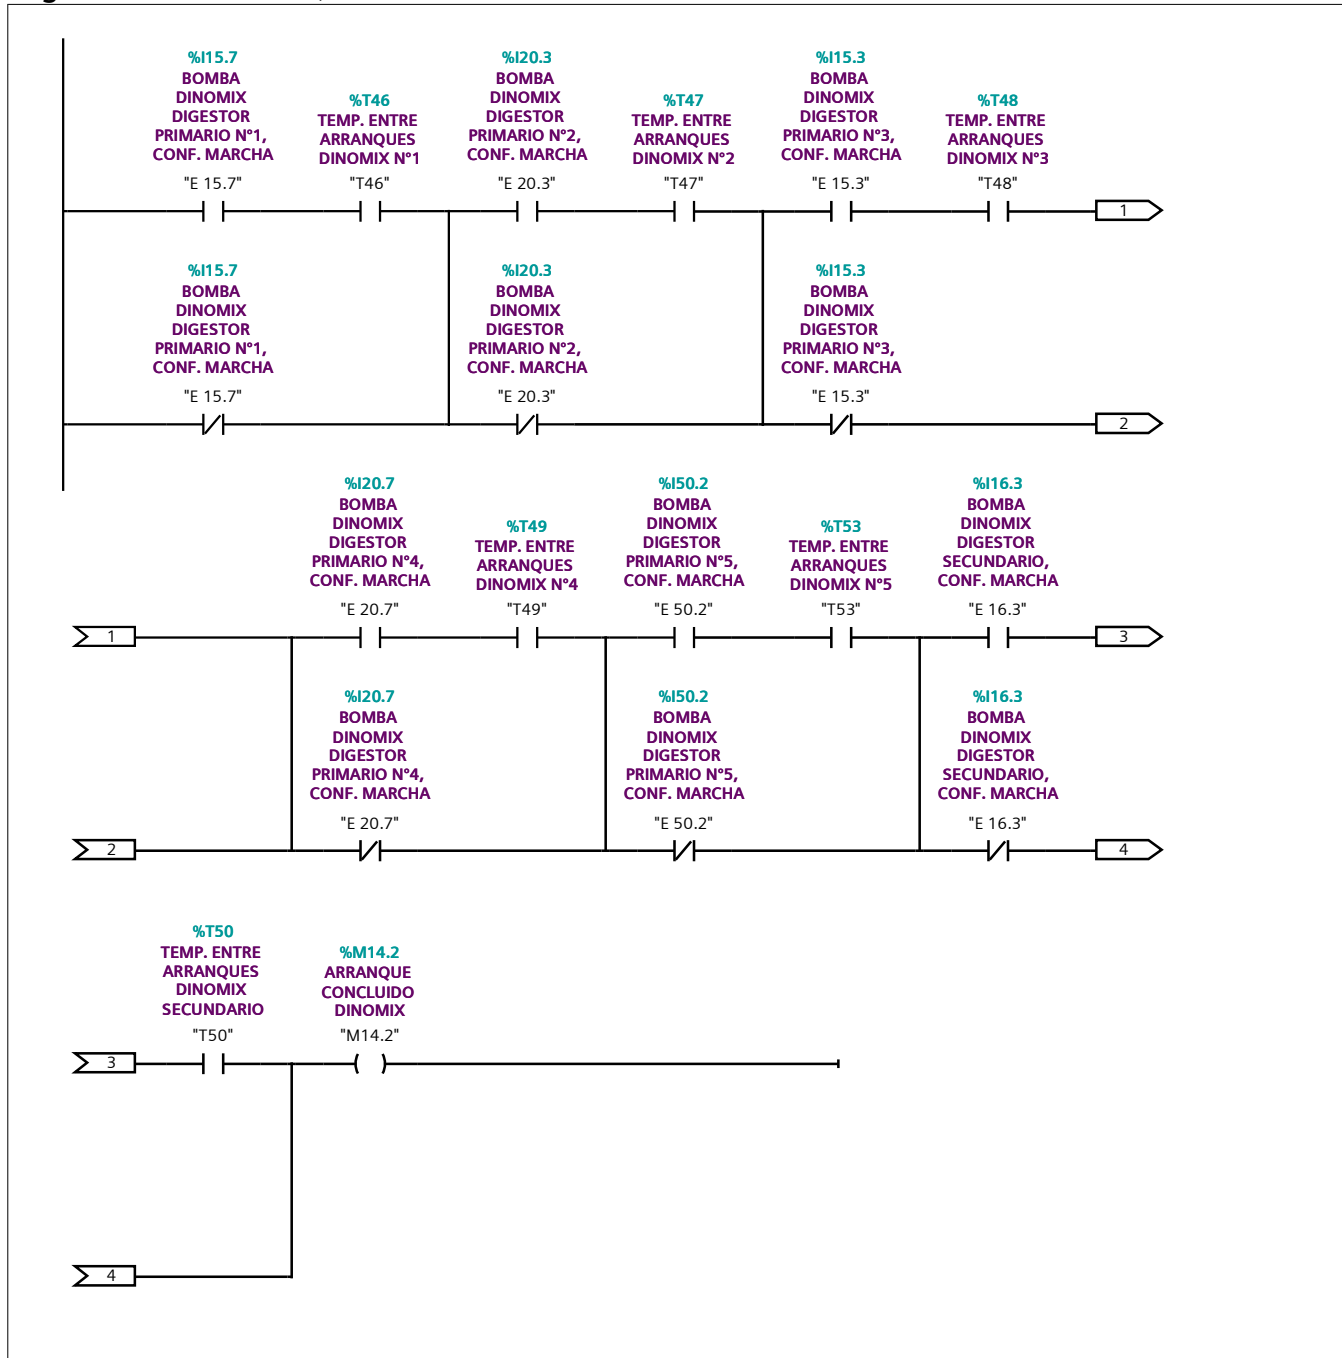 %I15.7
BOMBA
DINOMIX
DIGESTOR
PRIMARIO N°1,
CONF. MARCHA
"E 15.7"
%T46
TEMP. ENTRE
ARRANQUES
DINOMIX N°1
"T46"
%I20.3
BOMBA
DINOMIX
DIGESTOR
PRIMARIO N°2,
CONF. MARCHA
"E 20.3"
%T47
TEMP. ENTRE
ARRANQUES
DINOMIX N°2
"T47"
%I15.3
BOMBA
DINOMIX
DIGESTOR
PRIMARIO N°3,
CONF. MARCHA
"E 15.3"
%T48
TEMP. ENTRE
ARRANQUES
DINOMIX N°3
"T48"
1
%I15.7
BOMBA
DINOMIX
DIGESTOR
PRIMARIO N°1,
CONF. MARCHA
"E 15.7"
%I20.3
BOMBA
DINOMIX
DIGESTOR
PRIMARIO N°2,
CONF. MARCHA
"E 20.3"
%I15.3
BOMBA
DINOMIX
DIGESTOR
PRIMARIO N°3,
CONF. MARCHA
"E 15.3"
2
1
%I20.7
BOMBA
DINOMIX
DIGESTOR
PRIMARIO N°4,
CONF. MARCHA
"E 20.7"
%T49
TEMP. ENTRE
ARRANQUES
DINOMIX N°4
"T49"
%I50.2
BOMBA
DINOMIX
DIGESTOR
PRIMARIO N°5,
CONF. MARCHA
"E 50.2"
%T53
TEMP. ENTRE
ARRANQUES
DINOMIX N°5
"T53"
%I16.3
BOMBA
DINOMIX
DIGESTOR
SECUNDARIO,
CONF. MARCHA
"E 16.3"
3
2
%I20.7
BOMBA
DINOMIX
DIGESTOR
PRIMARIO N°4,
CONF. MARCHA
"E 20.7"
%I50.2
BOMBA
DINOMIX
DIGESTOR
PRIMARIO N°5,
CONF. MARCHA
"E 50.2"
%I16.3
BOMBA
DINOMIX
DIGESTOR
SECUNDARIO,
CONF. MARCHA
"E 16.3"
4
3
%T50
TEMP. ENTRE
ARRANQUES
DINOMIX
SECUNDARIO
"T50"
%M14.2
ARRANQUE
CONCLUIDO
DINOMIX
"M14.2"
4